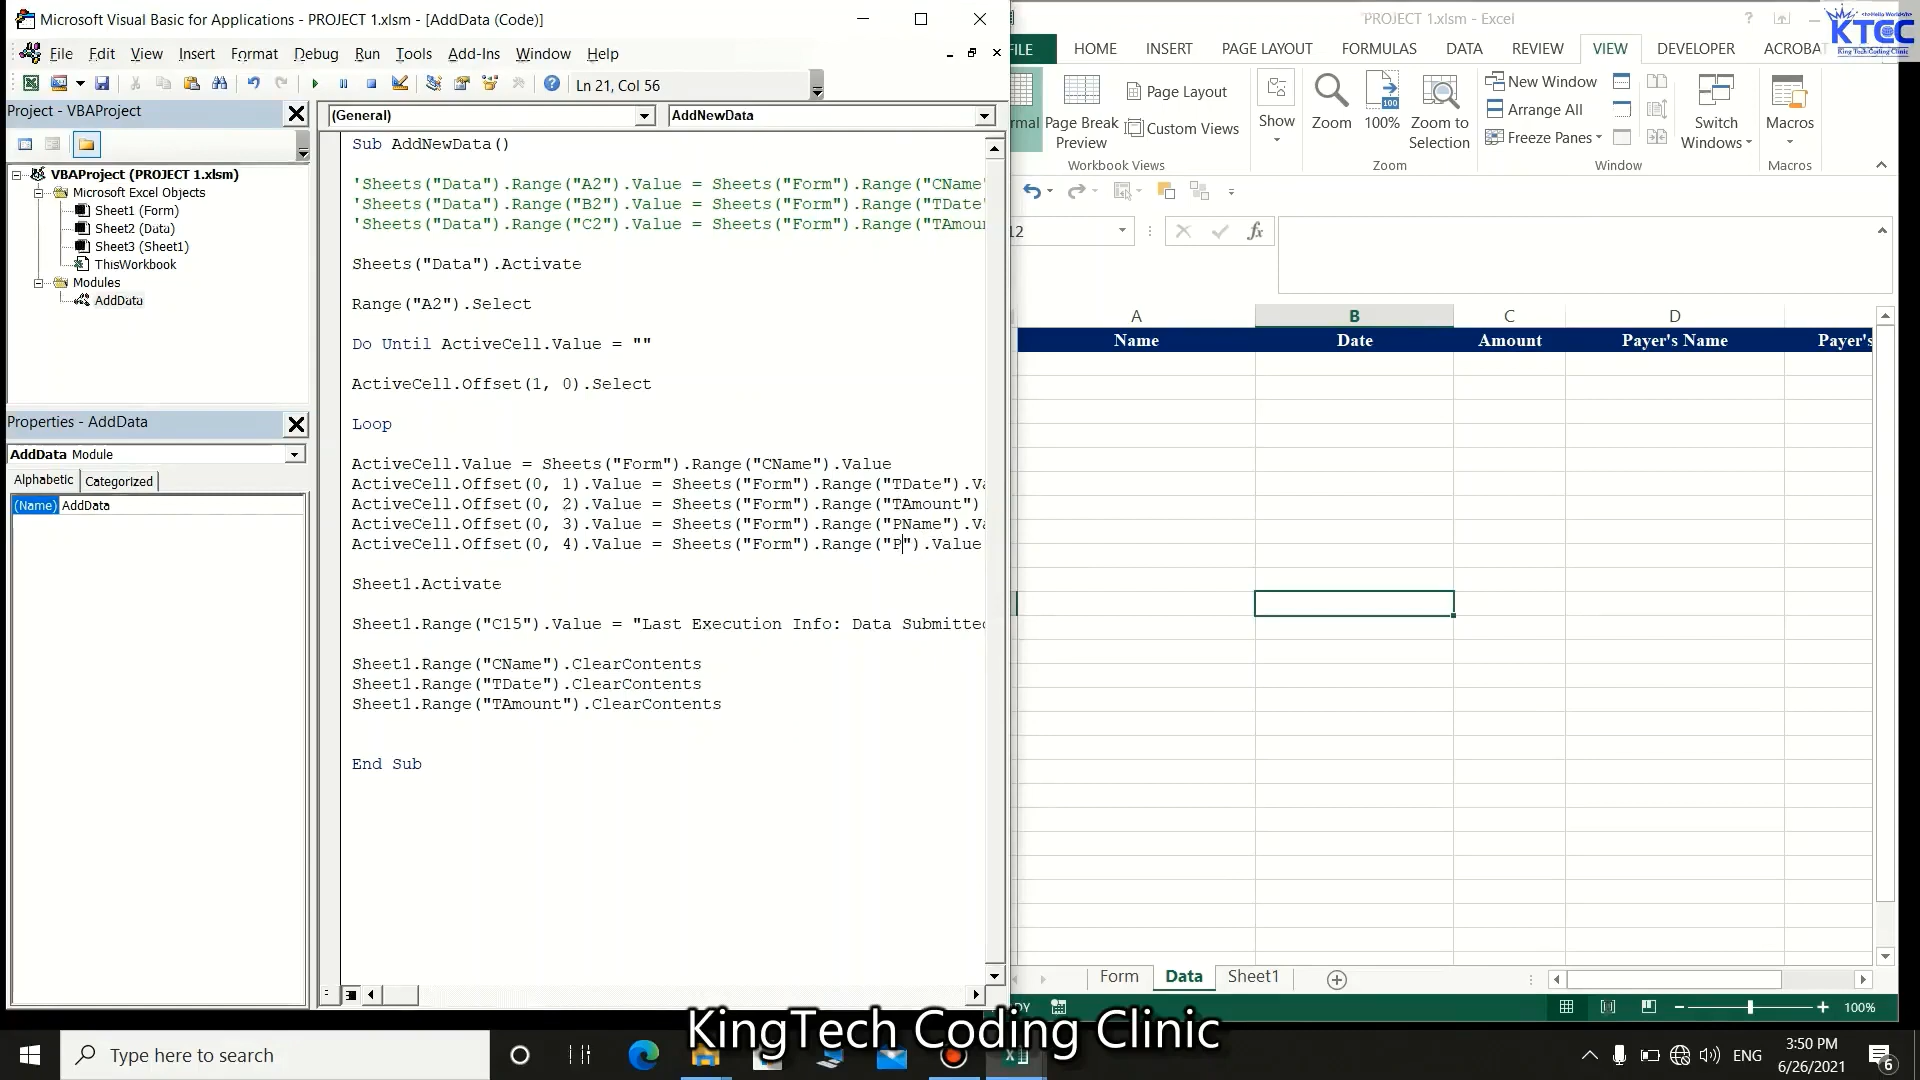 Microsoft Visual Basic for Applications - PROJECT 1.xlsm - [AddData (Code)]
File Edit View Insert Format Debug Run Tools Add-Ins Window Help
Ln 21, Col 56
Project - VBAProject
VBAProject (PROJECT 1.xlsm)
Microsoft Excel Objects
Sheet1 (Form)
Sheet2 (Data)
Sheet3 (Sheet1)
ThisWorkbook
Modules
AddData
Properties - AddData
AddData Module
Alphabetic Categorized
(Name) AddData
(General) AddNewData
Sub AddNewData()
'Sheets("Data").Range("A2").Value = Sheets("Form").Range("CName"
'Sheets("Data").Range("B2").Value = Sheets("Form").Range("TDate"
'Sheets("Data").Range("C2").Value = Sheets("Form").Range("TAmou
Sheets("Data").Activate
Range("A2").Select
Do Until ActiveCell.Value = ""
ActiveCell.Offset(1, 0).Select
Loop
ActiveCell.Value = Sheets("Form").Range("CName").Value
ActiveCell.Offset(0, 1).Value = Sheets("Form").Range("TDate").Va
ActiveCell.Offset(0, 2).Value = Sheets("Form").Range("TAmount")
ActiveCell.Offset(0, 3).Value = Sheets("Form").Range("PName").Va
ActiveCell.Offset(0, 4).Value = Sheets("Form").Range("P").Value
Sheet1.Activate
Sheet1.Range("C15").Value = "Last Execution Info: Data Submitted
Sheet1.Range("CName").ClearContents
Sheet1.Range("TDate").ClearContents
Sheet1.Range("TAmount").ClearContents
End Sub
PROJECT 1.xlsm - Excel
KTCC
King Tech Coding Clinic
FILE HOME INSERT PAGE LAYOUT FORMULAS DATA REVIEW VIEW DEVELOPER ACROBA
mal Page Break Preview
Page Layout
Custom Views
Workbook Views
Show
Zoom
100%
Zoom to Selection
Zoom
New Window
Arrange All
Freeze Panes
Switch Windows
Window
Macros
Macros
12
fx
A B C D
Name Date Amount Payer's Name Payer's
Form Data Sheet1
DY
100%
KingTech Coding Clinic
Type here to search
ENG
3:50 PM
6/26/2021
6